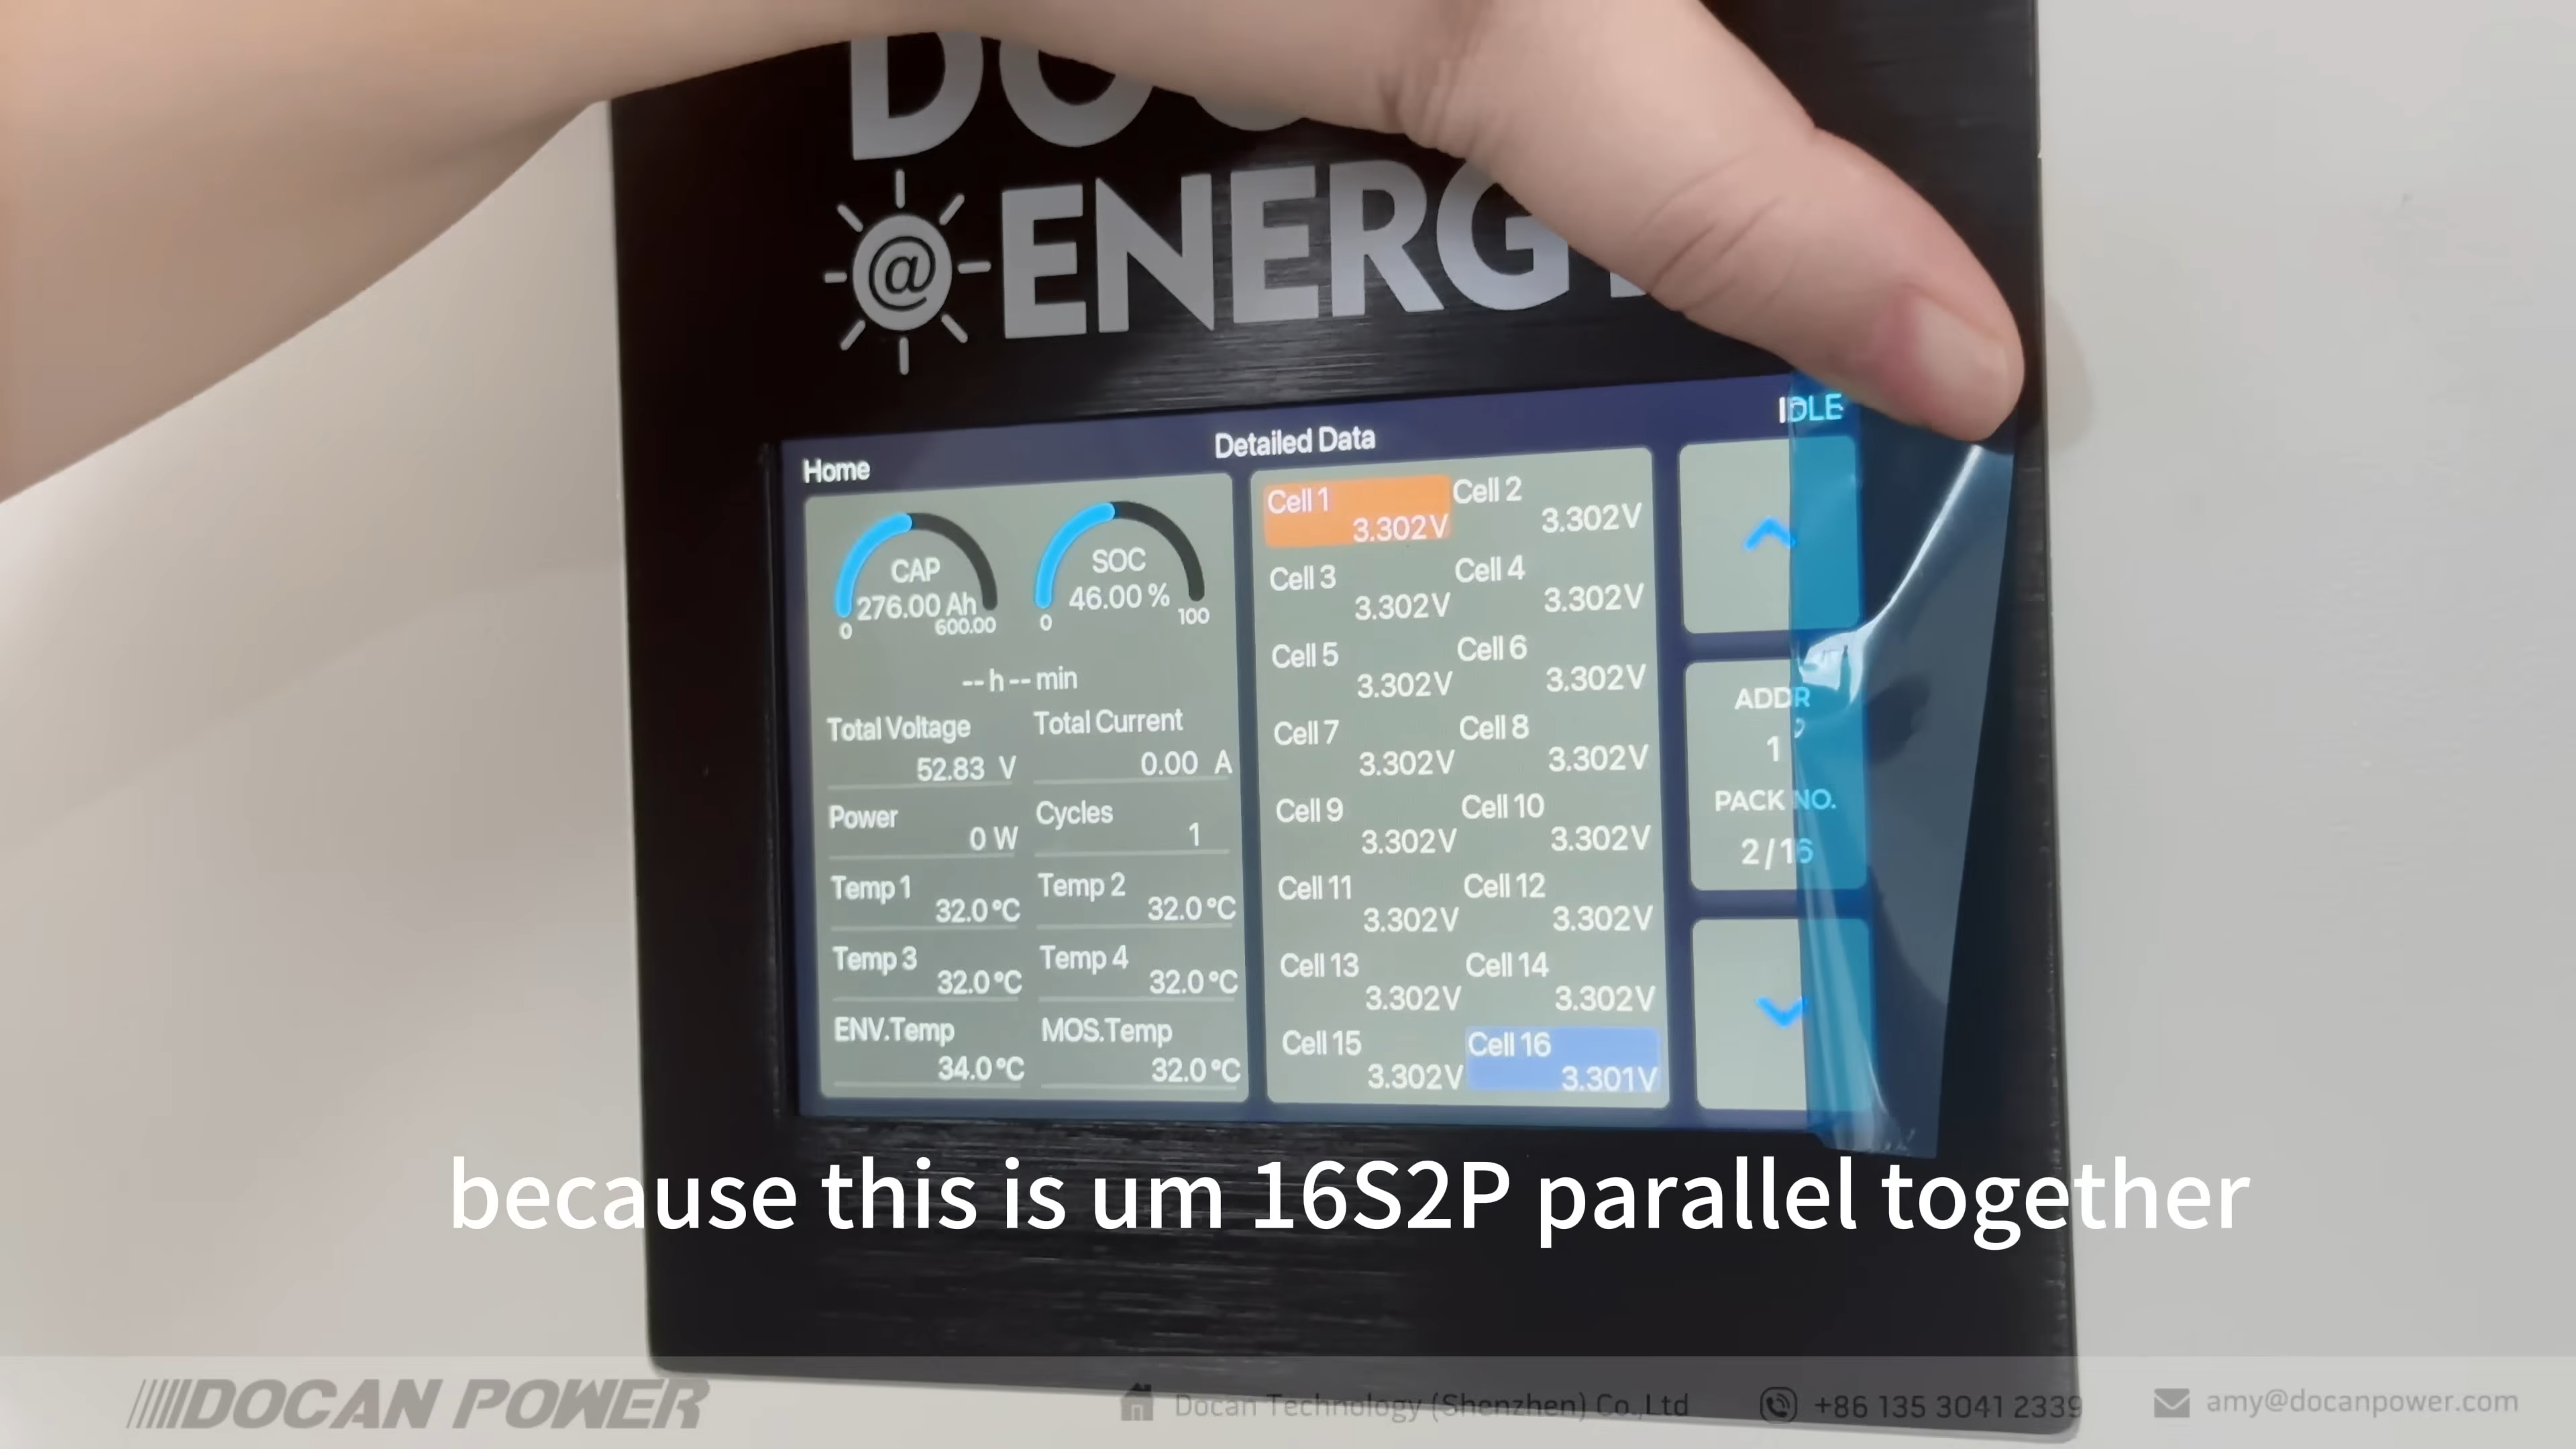 @ ENERGY
Detailed Data
IDLE
Home
CAP
276.00 Ah
0
600.00
SOC
46.00 %
0
100
-- h -- min
Total Voltage
52.83 V
Total Current
0.00 A
Power
0 W
Cycles
1
Temp 1
32.0°C
Temp 2
32.0°C
Temp 3
32.0°C
Temp 4
32.0°C
ENV.Temp
34.0°C
MOS.Temp
32.0°C
Cell 1
3.302V
Cell 2
3.302V
Cell 3
3.302V
Cell 4
3.302V
Cell 5
3.302V
Cell 6
3.302V
Cell 7
3.302V
Cell 8
3.302V
Cell 9
3.302V
Cell 10
3.302V
Cell 11
3.302V
Cell 12
3.302V
Cell 13
3.302V
Cell 14
3.302V
Cell 15
3.302V
Cell 16
3.301V
ADDR
1
PACK NO.
2/16
because this is um 16S2P parallel together
DOCAN POWER
Docan Technology (Shenzhen) Co.,Ltd
+86 135 3041 2339
amy@docanpower.com